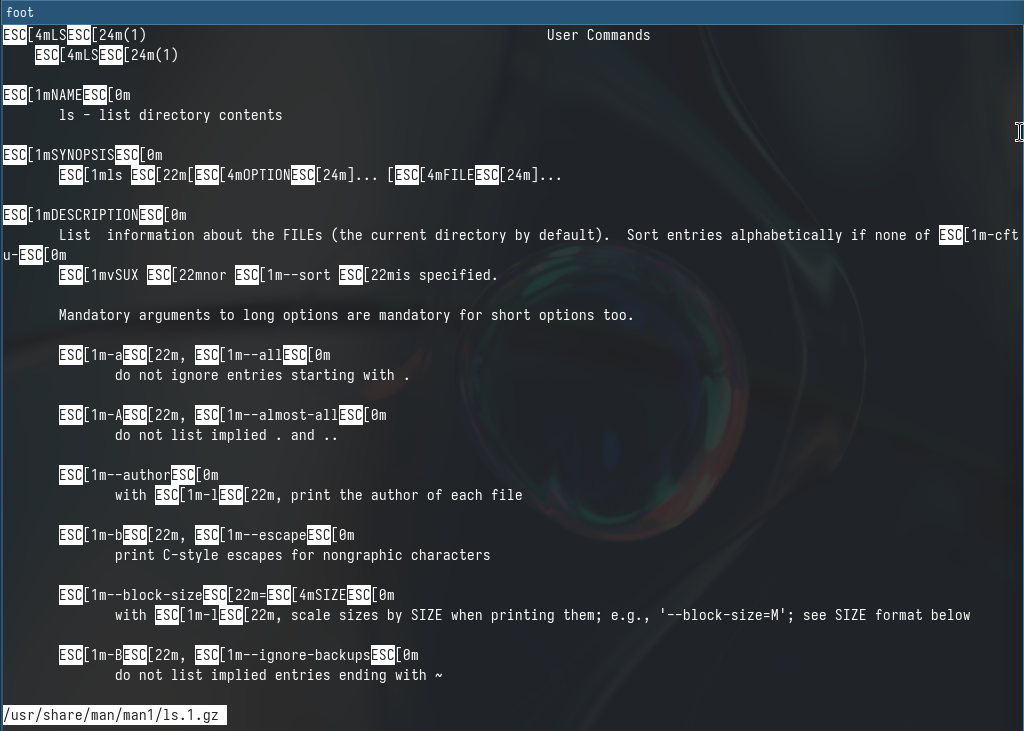 foot
ESC[4mLSESC[24m(1) User Commands
ESC[4mLSESC[24m(1)
ESC[1mNAMEESC[0m
ls - list directory contents
ESC[1mSYNOPSISESC[0m
ESC[1mls ESC[22m[ESC[4mOPTIONESC[24m]... [ESC[4mFILEESC[24m]...
ESC[1mDESCRIPTIONESC[0m
List  information about the FILEs (the current directory by default).  Sort entries alphabetically if none of ESC[1m-cft
u-ESC[0m
ESC[1mvSUX ESC[22mnor ESC[1m--sort ESC[22mis specified.
Mandatory arguments to long options are mandatory for short options too.
ESC[1m-aESC[22m, ESC[1m--allESC[0m
do not ignore entries starting with .
ESC[1m-AESC[22m, ESC[1m--almost-allESC[0m
do not list implied . and ..
ESC[1m--authorESC[0m
with ESC[1m-lESC[22m, print the author of each file
ESC[1m-bESC[22m, ESC[1m--escapeESC[0m
print C-style escapes for nongraphic characters
ESC[1m--block-sizeESC[22m=ESC[4mSIZEESC[0m
with ESC[1m-lESC[22m, scale sizes by SIZE when printing them; e.g., '--block-size=M'; see SIZE format below
ESC[1m-BESC[22m, ESC[1m--ignore-backupsESC[0m
do not list implied entries ending with ~
/usr/share/man/man1/ls.1.gz